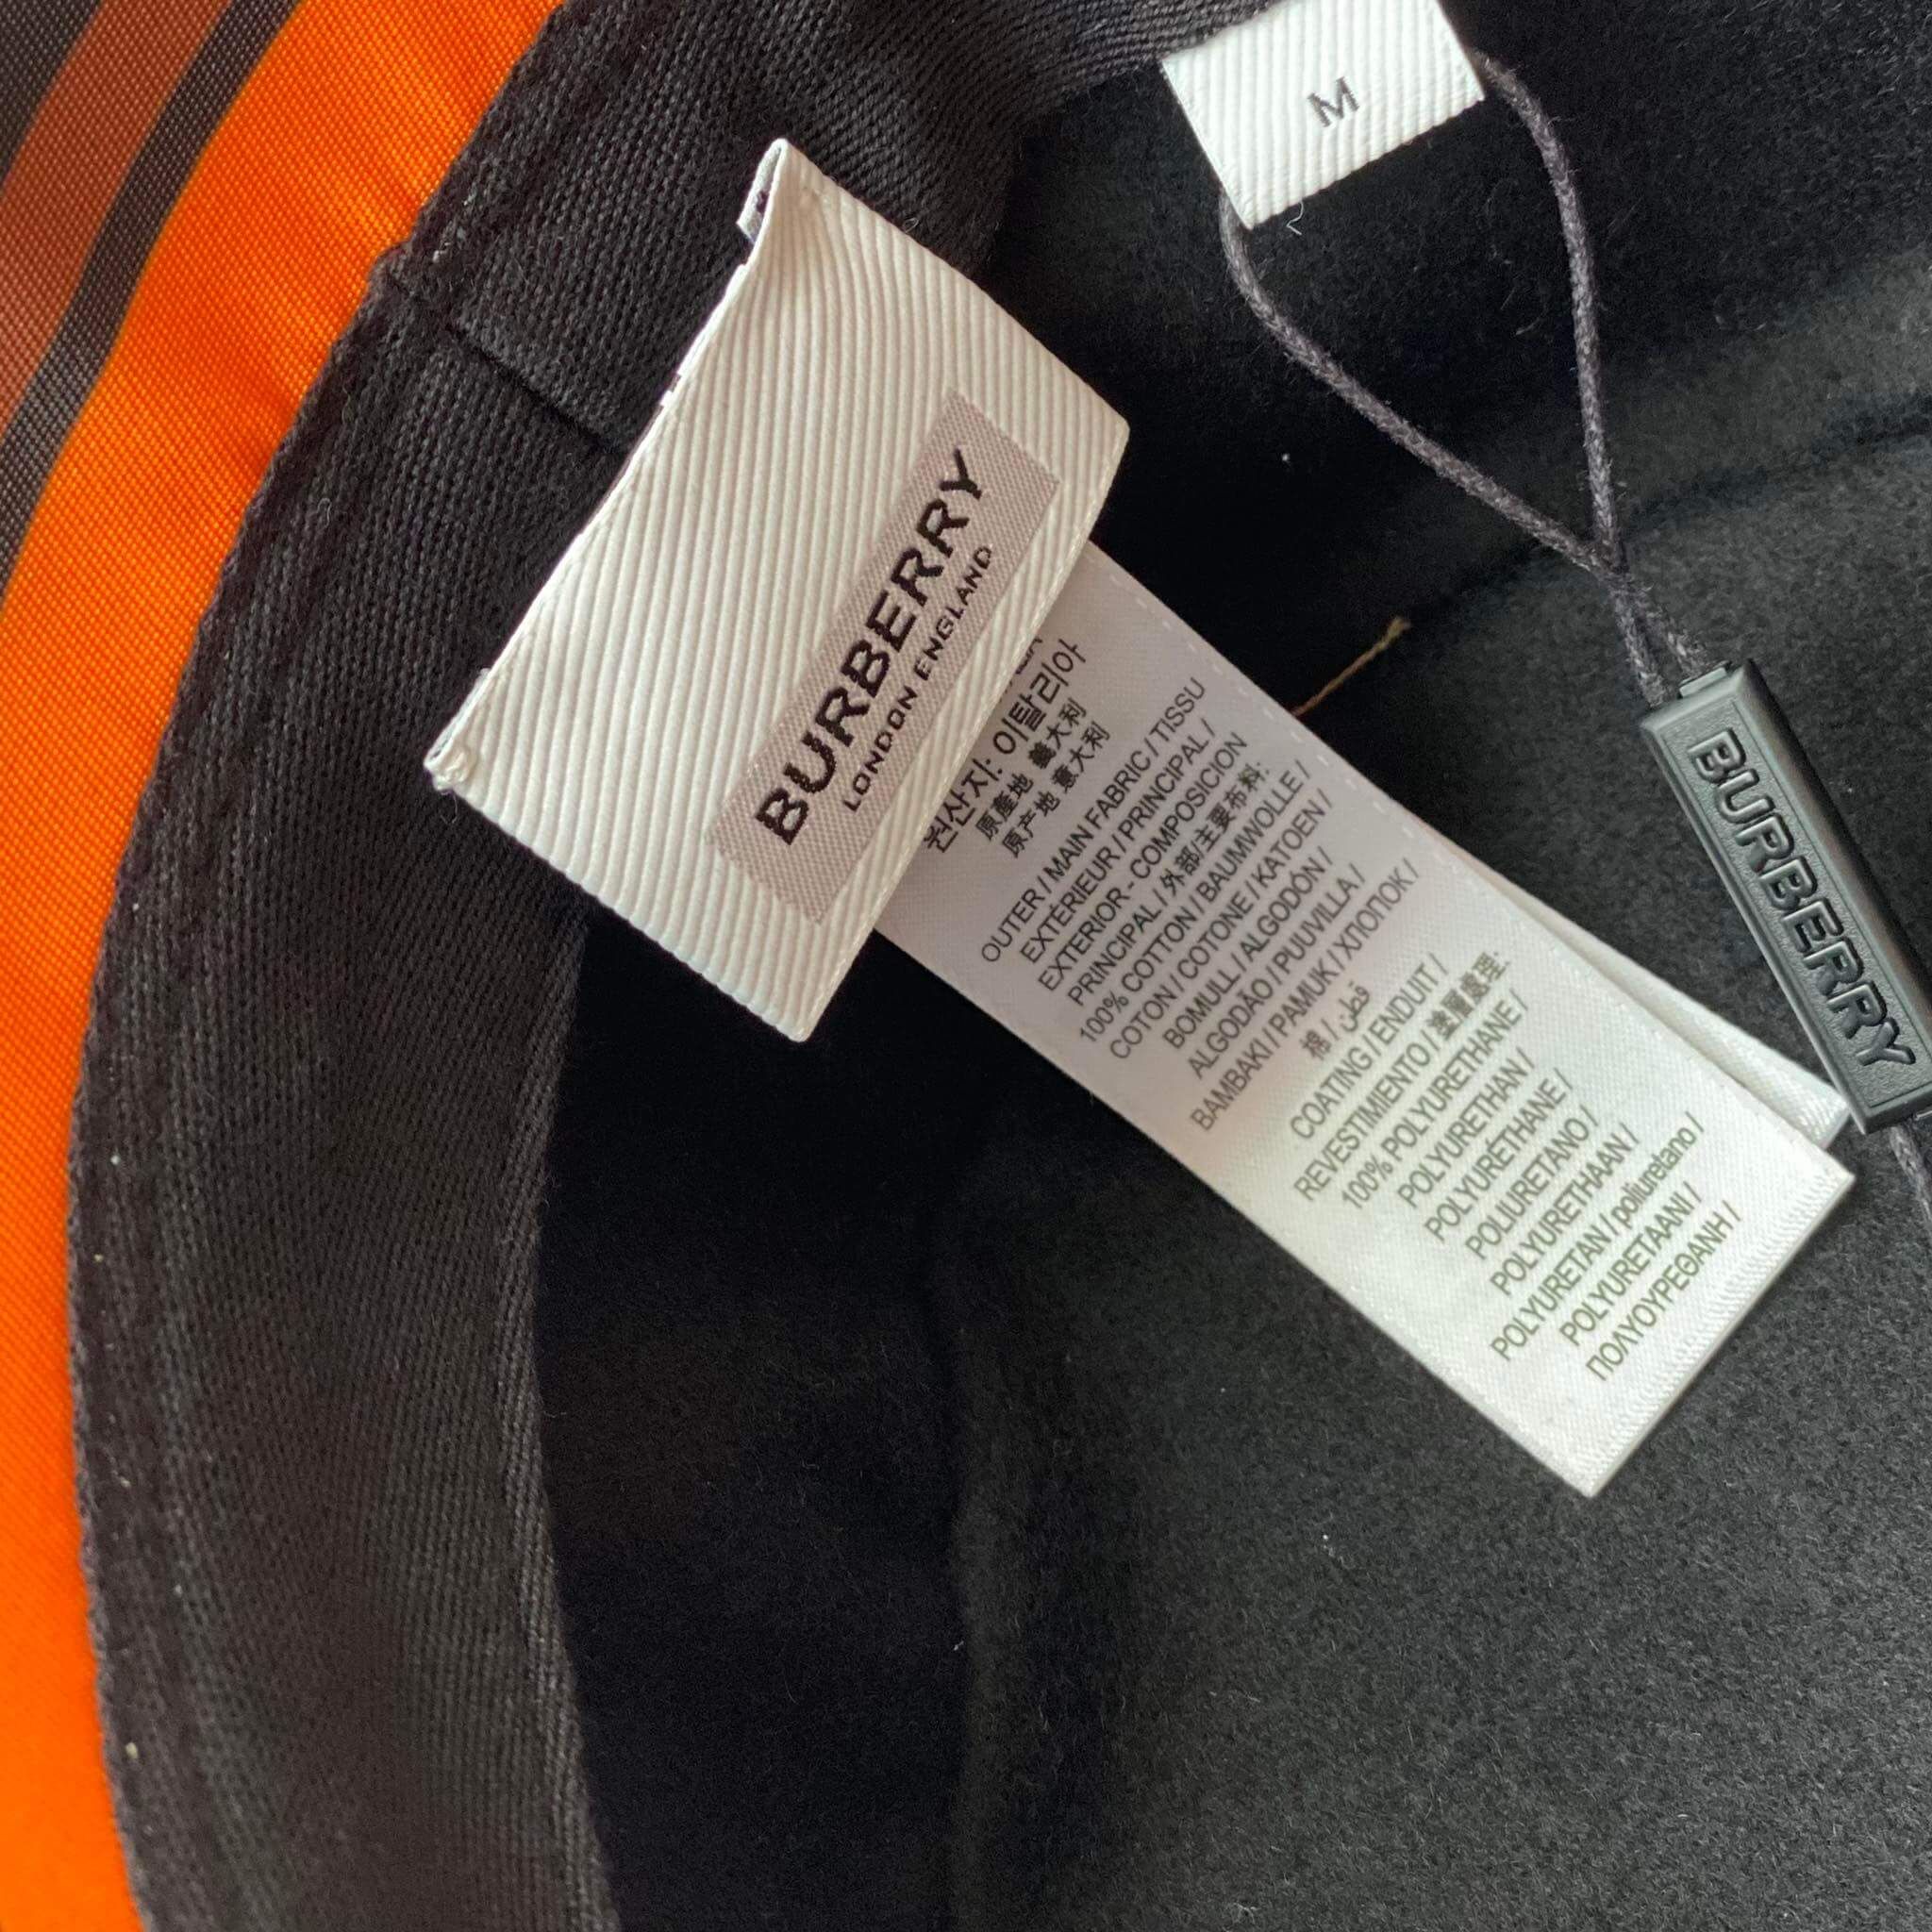 M
BURBERRY
LONDON ENGLAND
원산지: 이탈리아
原產地 義大利
原产地 意大利
OUTER / MAIN FABRIC / TISSU
EXTÉRIEUR / PRINCIPAL /
EXTERIOR - COMPOSICION
PRINCIPAL / 外部/主要布料:
100% COTTON / BAUMWOLLE /
COTON / COTONE / KATOEN /
BOMULL / ALGODÓN /
ALGODÃO / PUUVILLA /
BAMBAKI / PAMUK / ХЛОПОК /
棉 / قطن /
COATING / ENDUIT /
REVESTIMIENTO / 塗層處理:
100% POLYURETHANE /
POLYURETHAN /
POLYURÉTHANE /
POLIURETANO /
POLYURETHAAN /
POLYURETAN / poliuretano /
POLYURETAANI /
ΠΟΛΥΟΥΡΕΘΑΝΗ /
BURBERRY